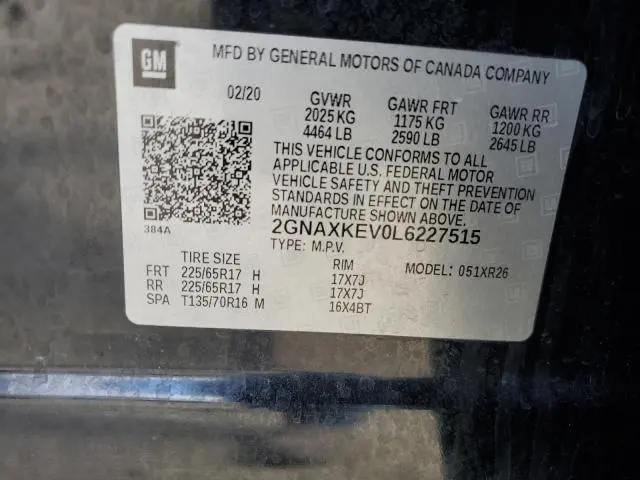 GM
MFD BY GENERAL MOTORS OF CANADA COMPANY
02/20 GVWR GAWR FRT GAWR RR
2025 KG 1175 KG 1200 KG
4464 LB 2590 LB 2645 LB
THIS VEHICLE CONFORMS TO ALL
APPLICABLE U.S. FEDERAL MOTOR
VEHICLE SAFETY AND THEFT PREVENTION
STANDARDS IN EFFECT ON THE DATE OF
MANUFACTURE SHOWN ABOVE.
384A
2GNAXKEV0L6227515
TYPE: M.P.V.
TIRE SIZE RIM MODEL: 051XR26
FRT 225/65R17 H 17X7J
RR 225/65R17 H 17X7J
SPA T135/70R16 M 16X4BT